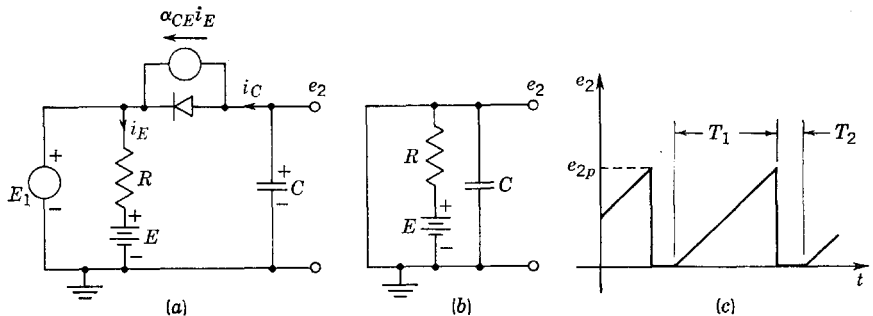 α_CE i_E
i_C
e_2
i_E
+
E_1
−
R
+
E
−
+
C
−
(a)
e_2
R
C
+
E
−
(b)
e_2
T_1
T_2
e_2p
t
(c)